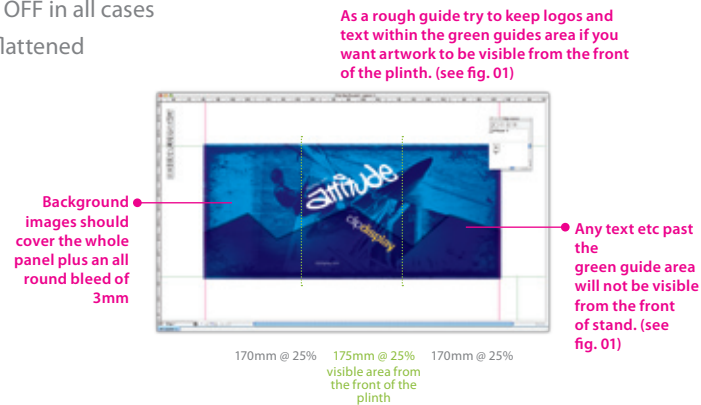 OFF in all cases
lattened
As a rough guide try to keep logos and
text within the green guides area if you
want artwork to be visible from the front
of the plinth. (see fig. 01)
attitude
clipdisplay
Background
images should
cover the whole
panel plus an all
round bleed of
3mm
Any text etc past
the
green guide area
will not be visible
from the front
of stand. (see
fig. 01)
170mm @ 25% 175mm @ 25% 170mm @ 25%
visible area from
the front of the
plinth